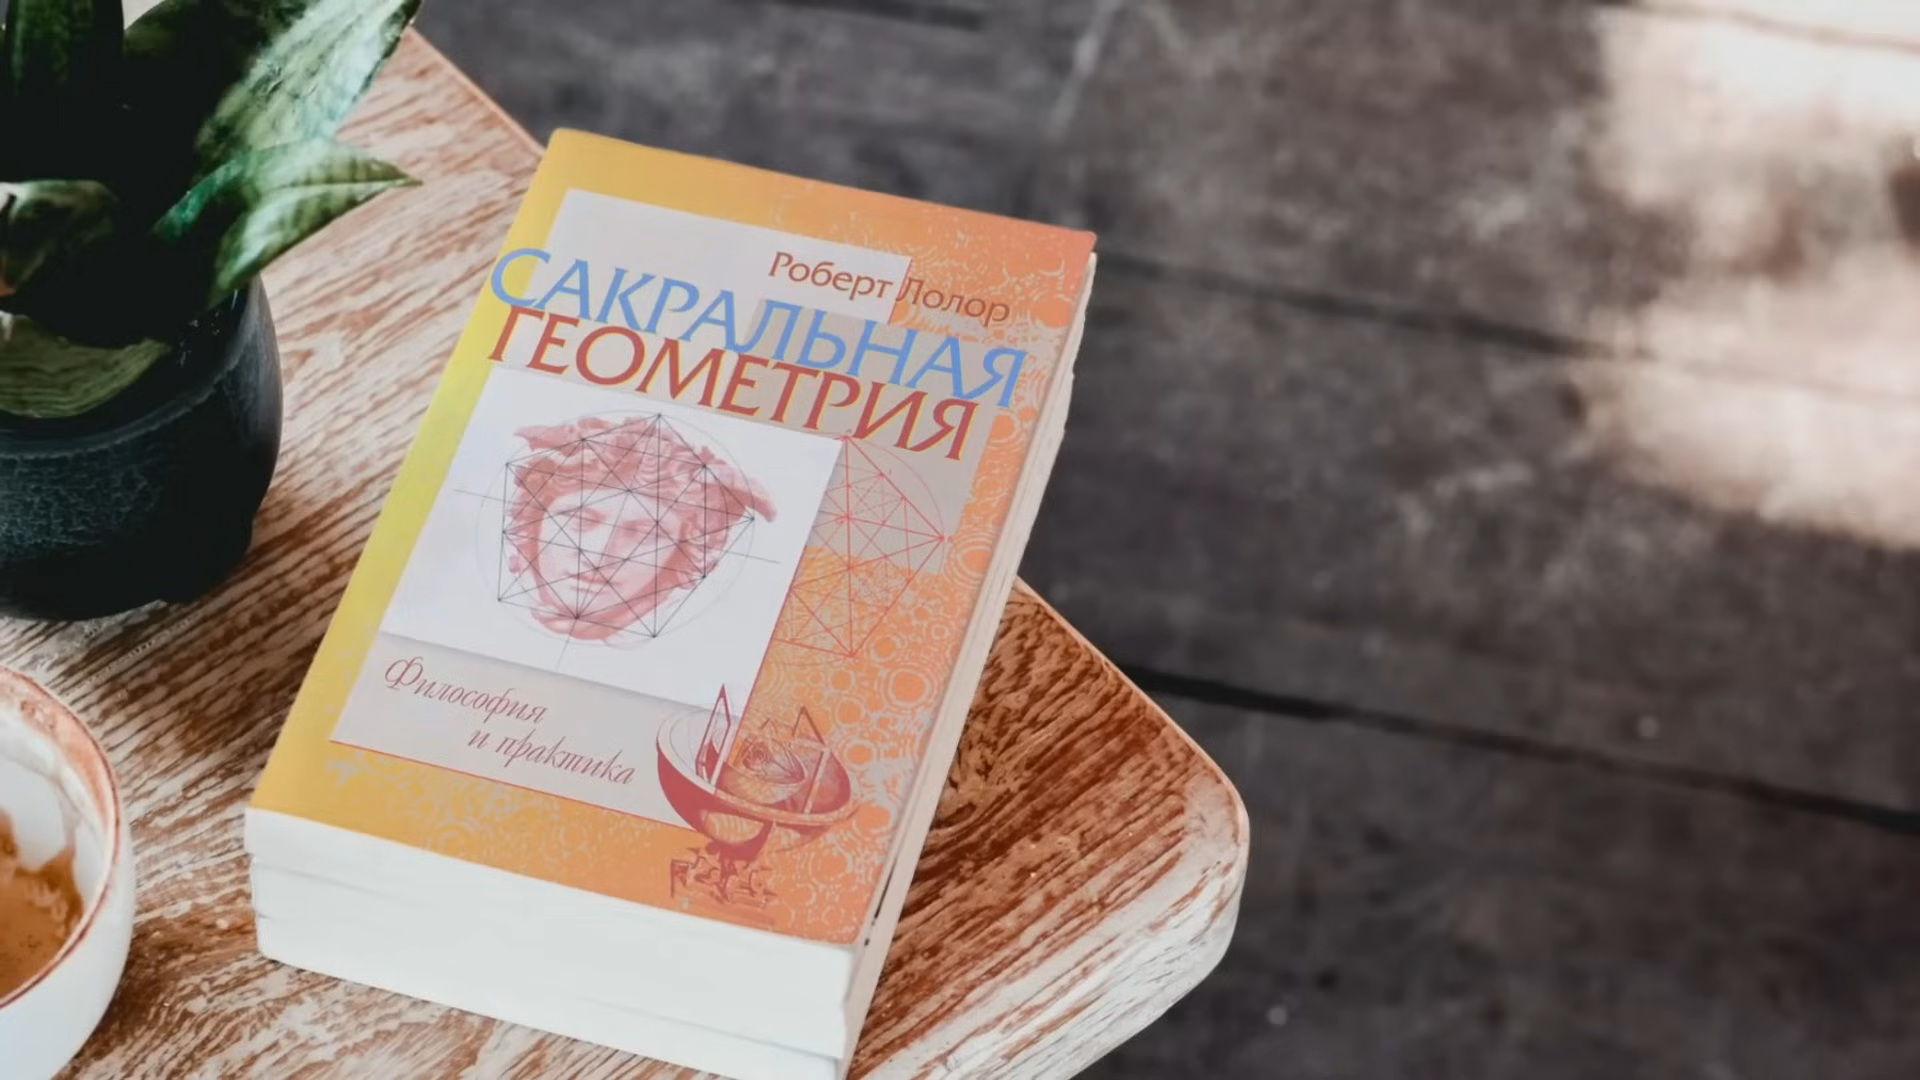 Роберт Лолор
САКРАЛЬНАЯ
ГЕОМЕТРИЯ
Философия
и практика